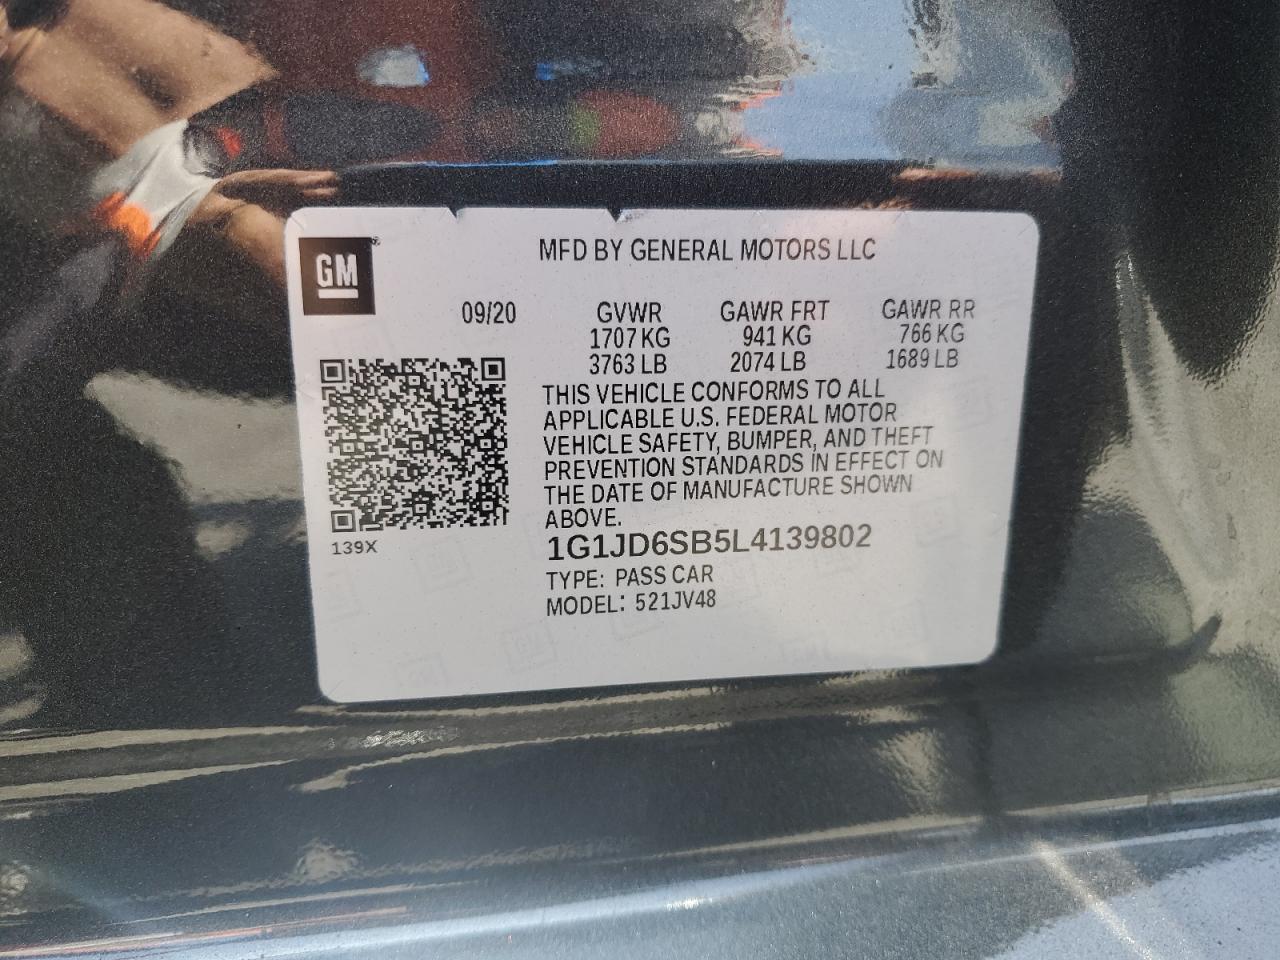 GM
MFD BY GENERAL MOTORS LLC
09/20 GVWR GAWR FRT GAWR RR
1707 KG 941 KG 766 KG
3763 LB 2074 LB 1689 LB
THIS VEHICLE CONFORMS TO ALL
APPLICABLE U.S. FEDERAL MOTOR
VEHICLE SAFETY, BUMPER, AND THEFT
PREVENTION STANDARDS IN EFFECT ON
THE DATE OF MANUFACTURE SHOWN
ABOVE.
139X
1G1JD6SB5L4139802
TYPE: PASS CAR
MODEL: 521JV48